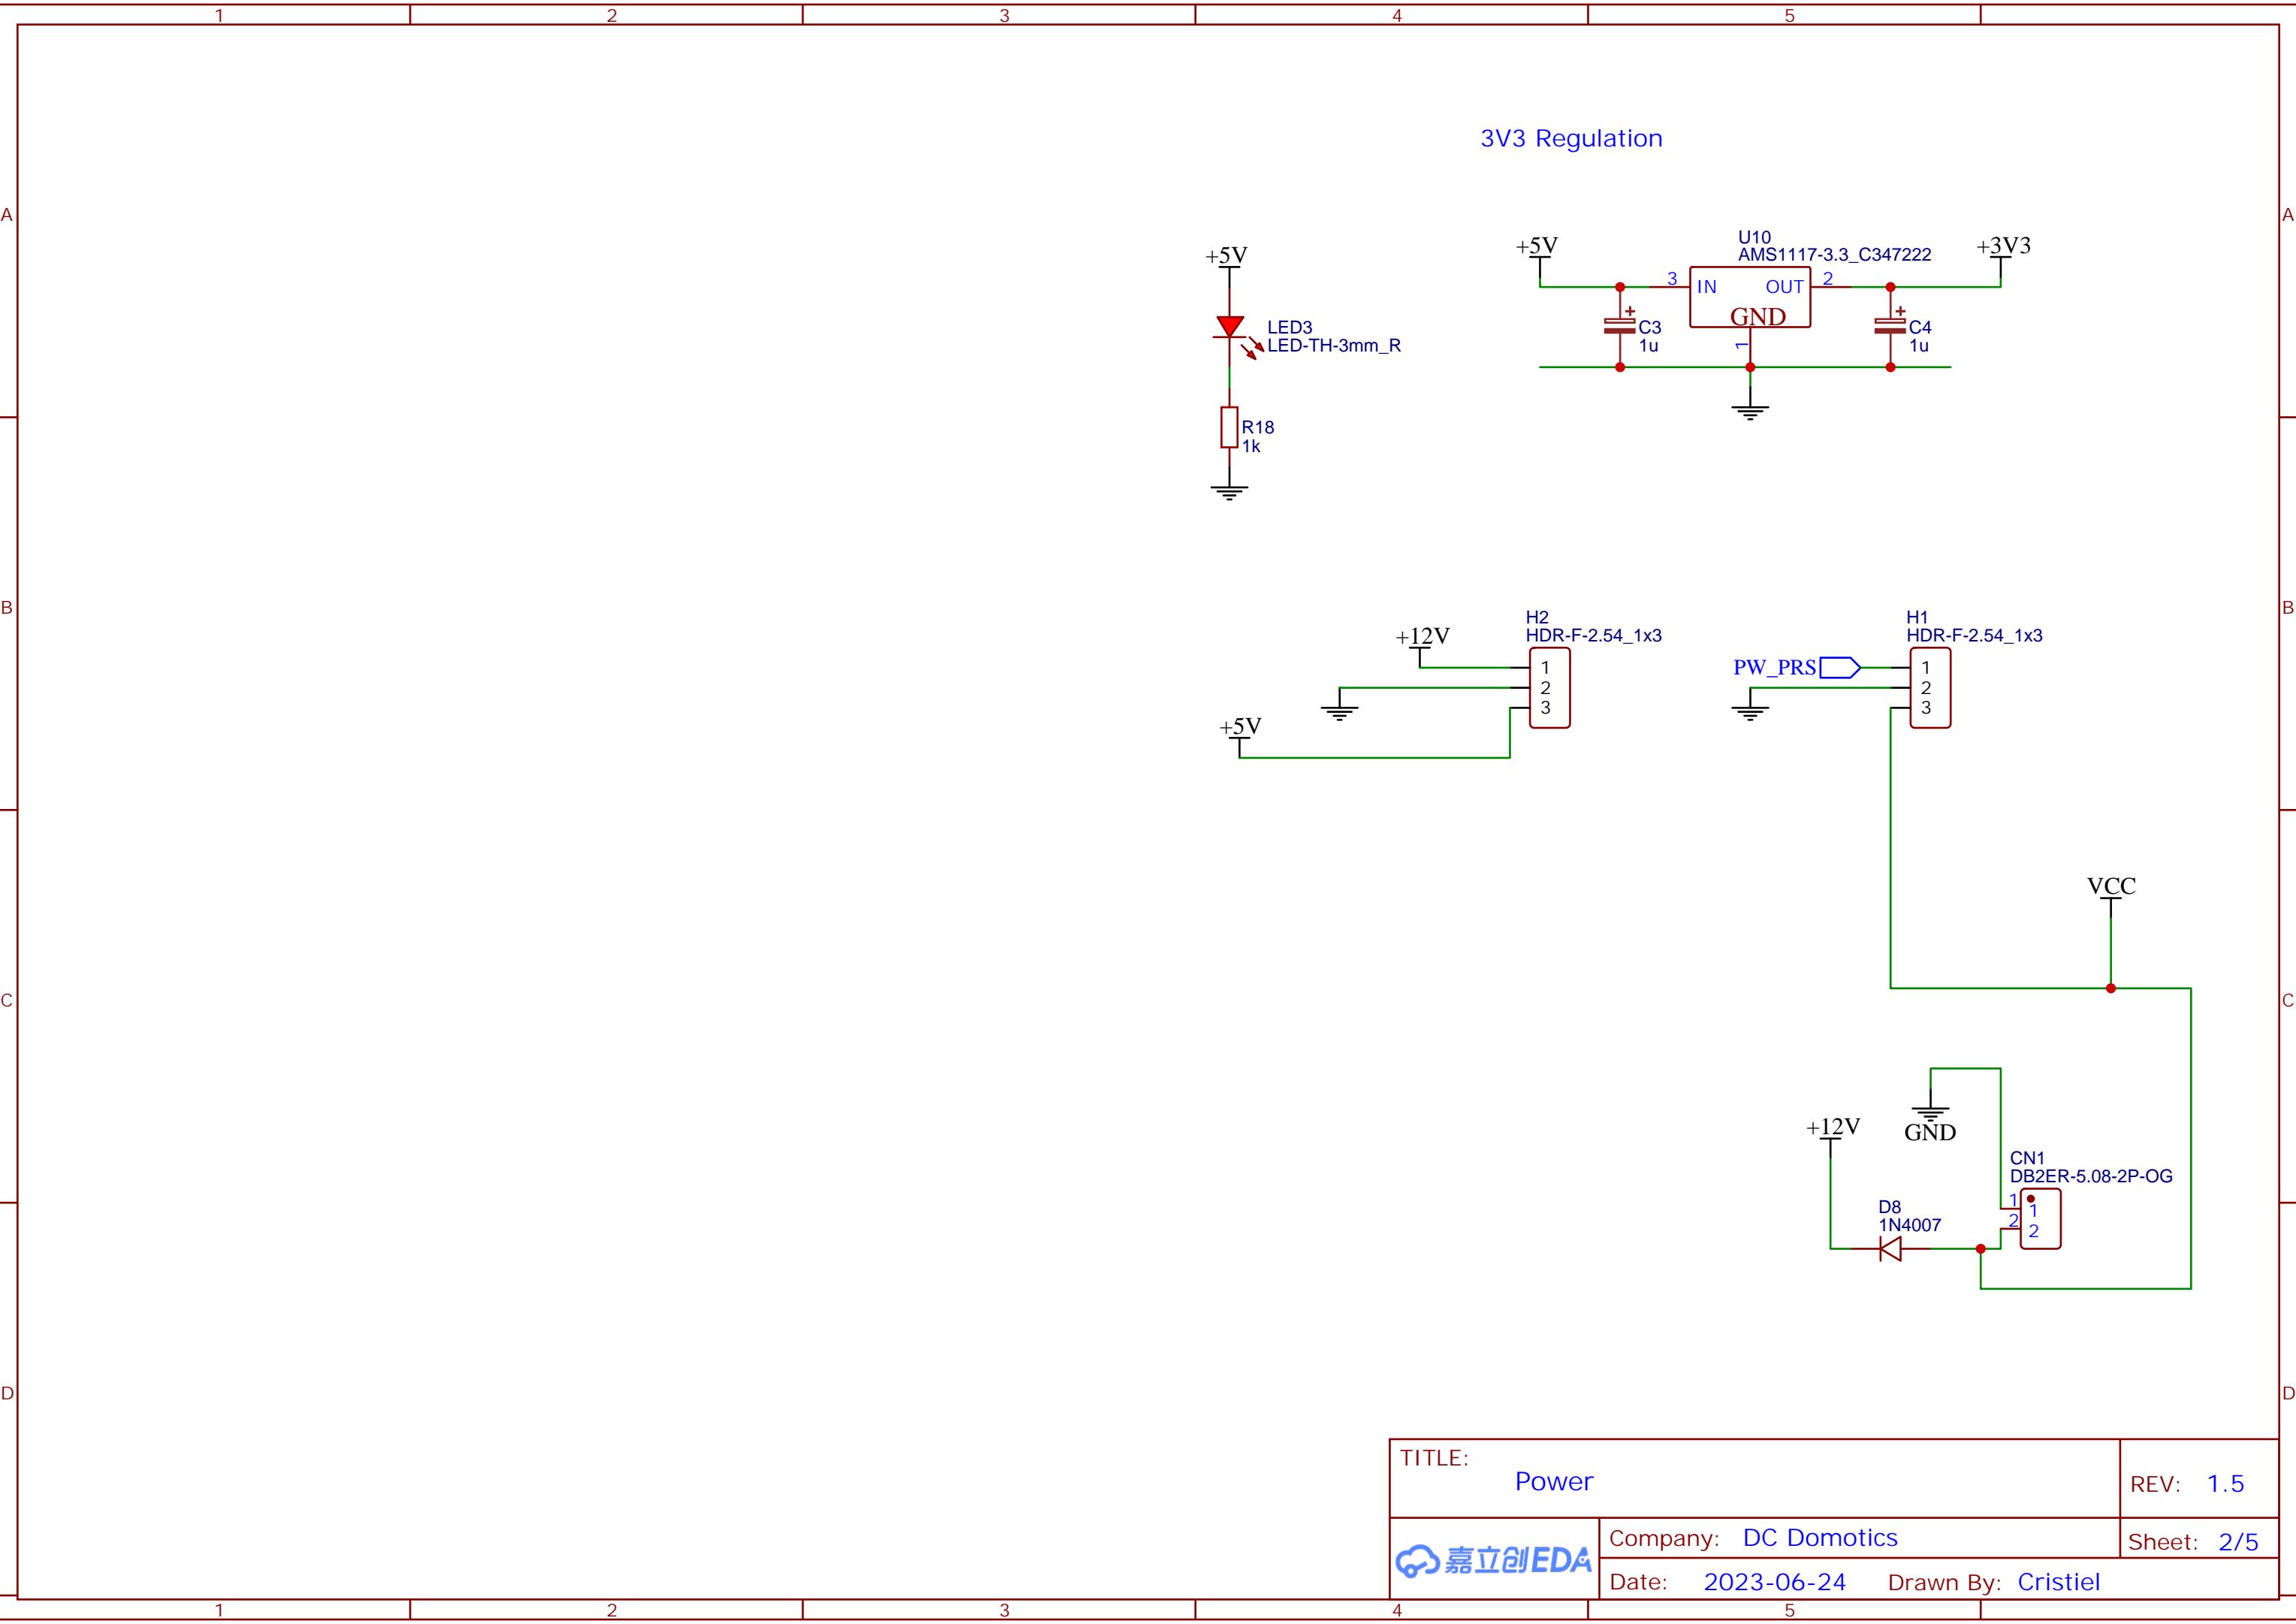 1 2 3 4 5
A A
3V3 Regulation
+5V
LED3
LED-TH-3mm_R
R18
1k
+5V
U10
AMS1117-3.3_C347222
+3V3
3 IN OUT 2
GND
1
+
C3
1u
+
C4
1u
B B
+12V
+5V
H2
HDR-F-2.54_1x3
1
2
3
PW_PRS
H1
HDR-F-2.54_1x3
1
2
3
VCC
C C
+12V
GND
CN1
DB2ER-5.08-2P-OG
1 1
2 2
D8
1N4007
D D
TITLE:
Power
REV: 1.5
嘉立创EDA
Company: DC Domotics
Sheet: 2/5
Date: 2023-06-24 Drawn By: Cristiel
1 2 3 4 5